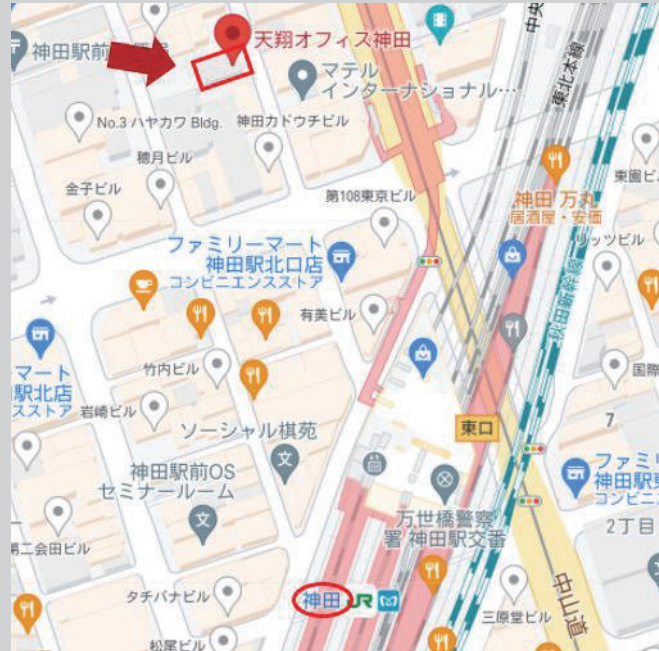 天翔オフィス神田
中央
東北本線
神田駅前
マテル
インターナショナル…
No.3 ハヤカワ Bldg.
神田カドウチビル
穂月ビル
金子ビル
第108東京ビル
神田 万丸
居酒屋・安価
東園ビ
リッツビル
ファミリーマート
神田駅北口店
コンビニエンスストア
秋田新幹線
有美ビル
マート
駅北店
スストア
竹内ビル
岩崎ビル
国際
ソーシャル棋苑
東口
7
神田駅前OS
セミナールーム
ファミリ
神田駅東
コンビニ
第二会田ビル
万世橋警察
署 神田駅交番
2丁目
タチバナビル
神田
JR
中山道
三原堂ビル
松尾ビル